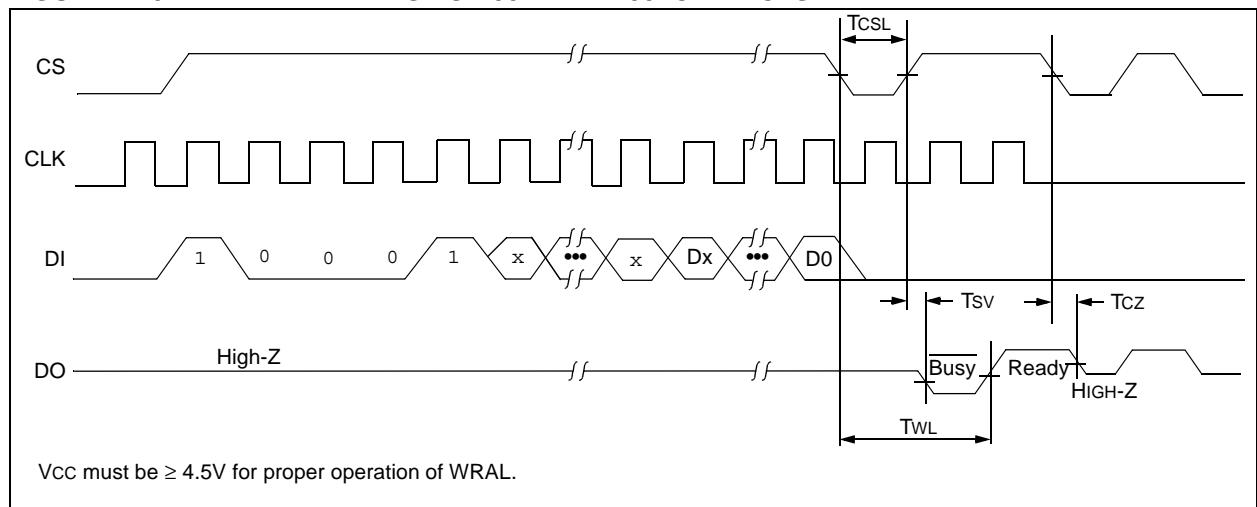 TCSL
CS
CLK
DI 1 0 0 0 1 x ••• x Dx ••• D0
TSV TCZ
High-Z
DO Busy Ready
HIGH-Z
TWL
VCC must be ≥ 4.5V for proper operation of WRAL.